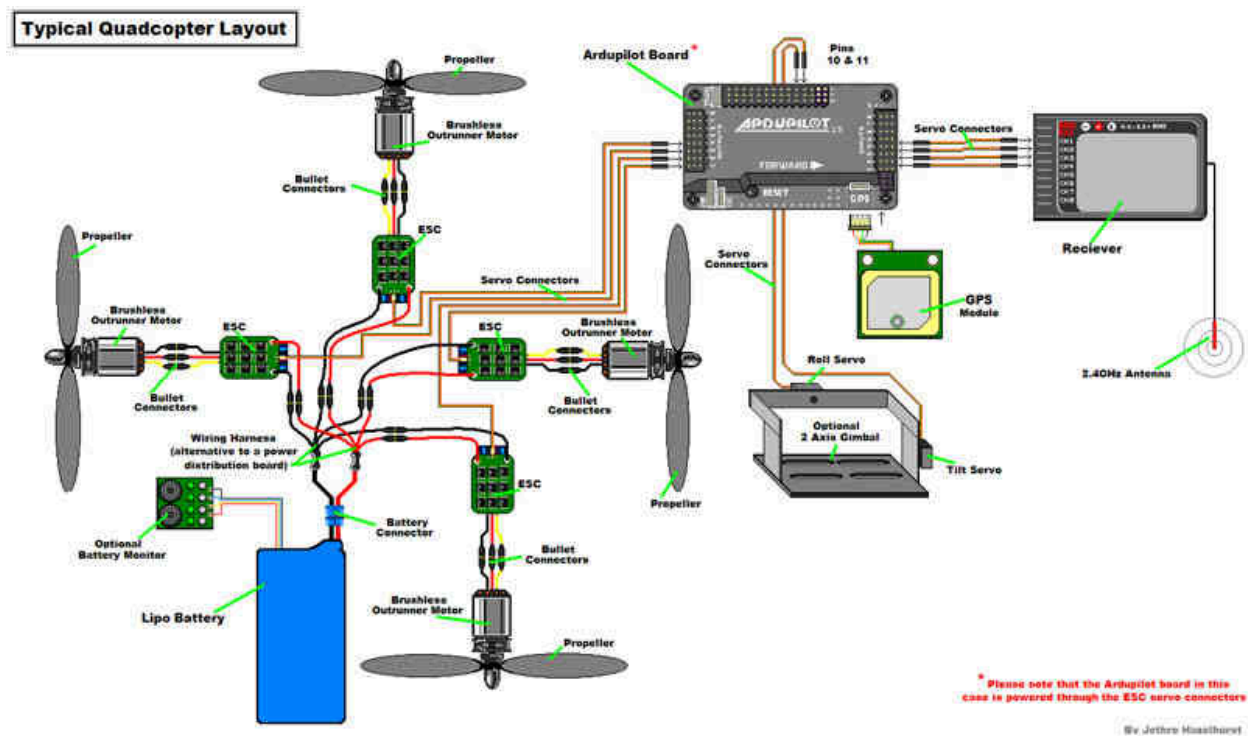 Typical Quadcopter Layout
Propeller
Ardupilot Board *
Pins
10 & 11
Brushless
Outrunner Motor
ARDUPILOT
Servo Connectors
FORWARD
RESET
GPS
Bullet
Connectors
Propeller
ESC
Servo
Connectors
Reciever
Servo Connectors
GPS
Module
Brushless
Outrunner Motor
ESC
ESC
Brushless
Outrunner Motor
Roll Servo
2.4GHz Antenna
Bullet
Connectors
Bullet
Connectors
Optional
2 Axis Gimbal
Wiring Harness
(alternative to a power
distribution board)
Tilt Servo
ESC
Propeller
Battery
Connector
Optional
Battery Monitor
Bullet
Connectors
Lipo Battery
Brushless
Outrunner Motor
Propeller
* Please note that the Ardupilot board in this
case is powered through the ESC servo connectors
By Jethro Hazelhurst